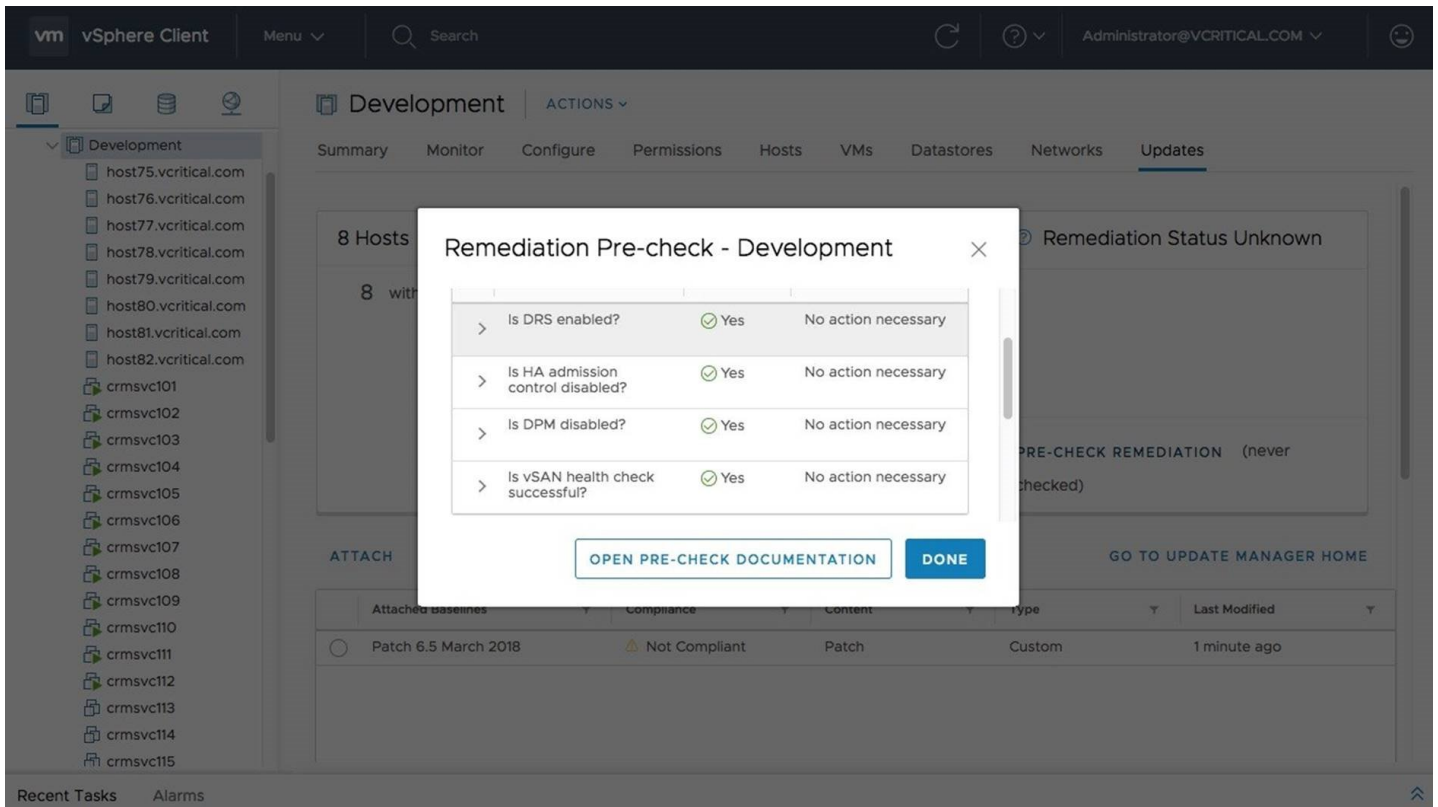 vm vSphere Client Menu Search Administrator@VCRITICAL.COM
Development ACTIONS
Summary Monitor Configure Permissions Hosts VMs Datastores Networks Updates
Development
host75.vcritical.com
host76.vcritical.com
host77.vcritical.com
host78.vcritical.com
host79.vcritical.com
host80.vcritical.com
host81.vcritical.com
host82.vcritical.com
crmsvc101
crmsvc102
crmsvc103
crmsvc104
crmsvc105
crmsvc106
crmsvc107
crmsvc108
crmsvc109
crmsvc110
crmsvc111
crmsvc112
crmsvc113
crmsvc114
crmsvc115
8 Hosts
8
Remediation Status Unknown
PRE-CHECK REMEDIATION (never
checked)
Remediation Pre-check - Development
Is DRS enabled? Yes No action necessary
Is HA admission
control disabled? Yes No action necessary
Is DPM disabled? Yes No action necessary
Is vSAN health check
successful? Yes No action necessary
OPEN PRE-CHECK DOCUMENTATION DONE
ATTACH GO TO UPDATE MANAGER HOME
Attached Baselines Compliance Content Type Last Modified
Patch 6.5 March 2018 Not Compliant Patch Custom 1 minute ago
Recent Tasks Alarms